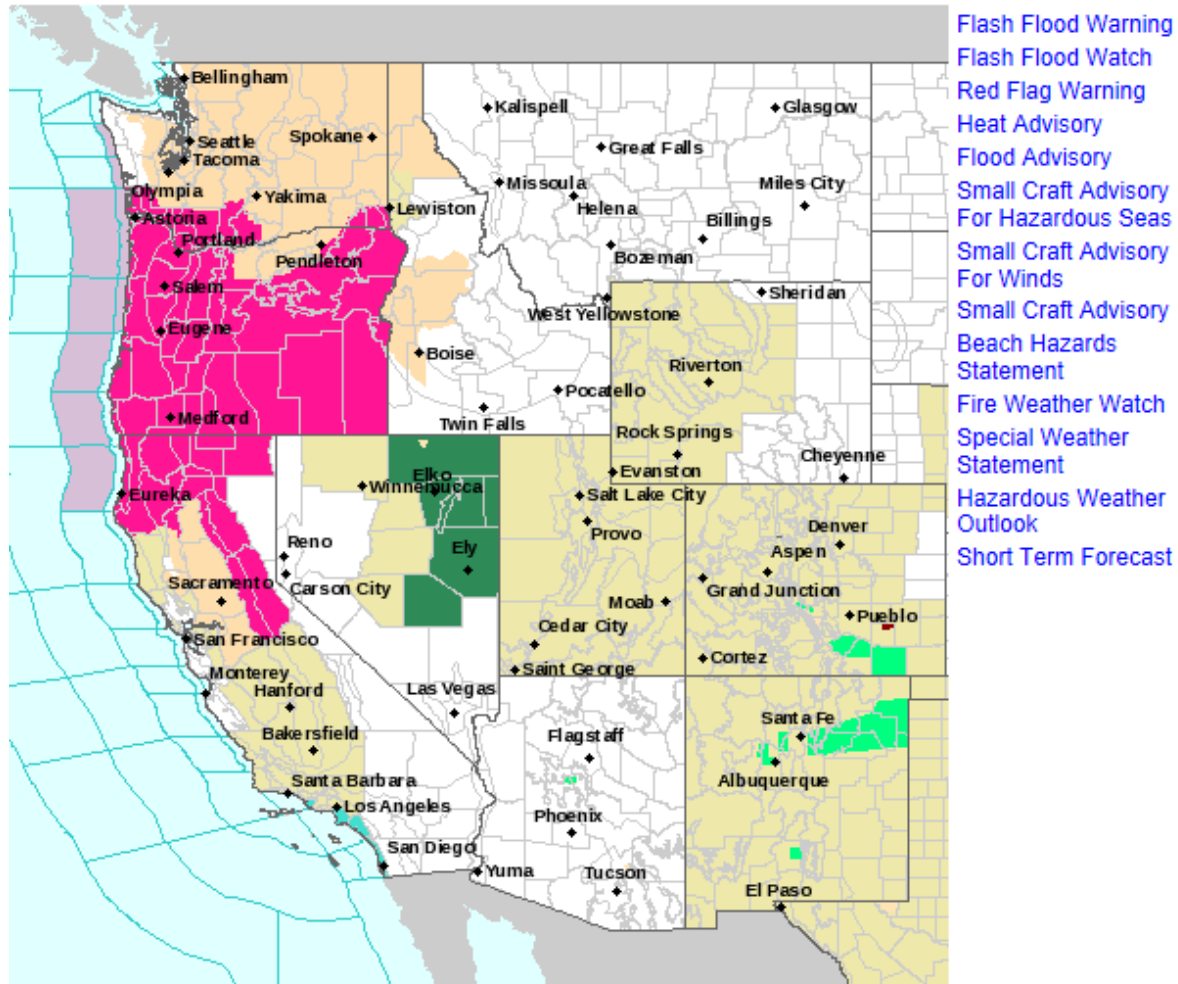 Bellingham
Kalispell
Glasgow
Seattle
Spokane
Tacoma
Great Falls
Olympia
Yakima
Missoula
Miles City
Lewiston
Helena
Astoria
Billings
Portland
Pendleton
Bozeman
Salem
Sheridan
West Yellowstone
Eugene
Boise
Riverton
Pocatello
Medford
Twin Falls
Rock Springs
Cheyenne
Elko
Evanston
Winnemucca
Eureka
Salt Lake City
Provo
Denver
Reno
Ely
Aspen
Sacramento
Carson City
Grand Junction
Moab
Pueblo
Cedar City
San Francisco
Cortez
Saint George
Monterey
Hanford
Las Vegas
Santa Fe
Bakersfield
Flagstaff
Albuquerque
Santa Barbara
Los Angeles
Phoenix
San Diego
Yuma
Tucson
El Paso
Flash Flood Warning
Flash Flood Watch
Red Flag Warning
Heat Advisory
Flood Advisory
Small Craft Advisory
For Hazardous Seas
Small Craft Advisory
For Winds
Small Craft Advisory
Beach Hazards
Statement
Fire Weather Watch
Special Weather
Statement
Hazardous Weather
Outlook
Short Term Forecast